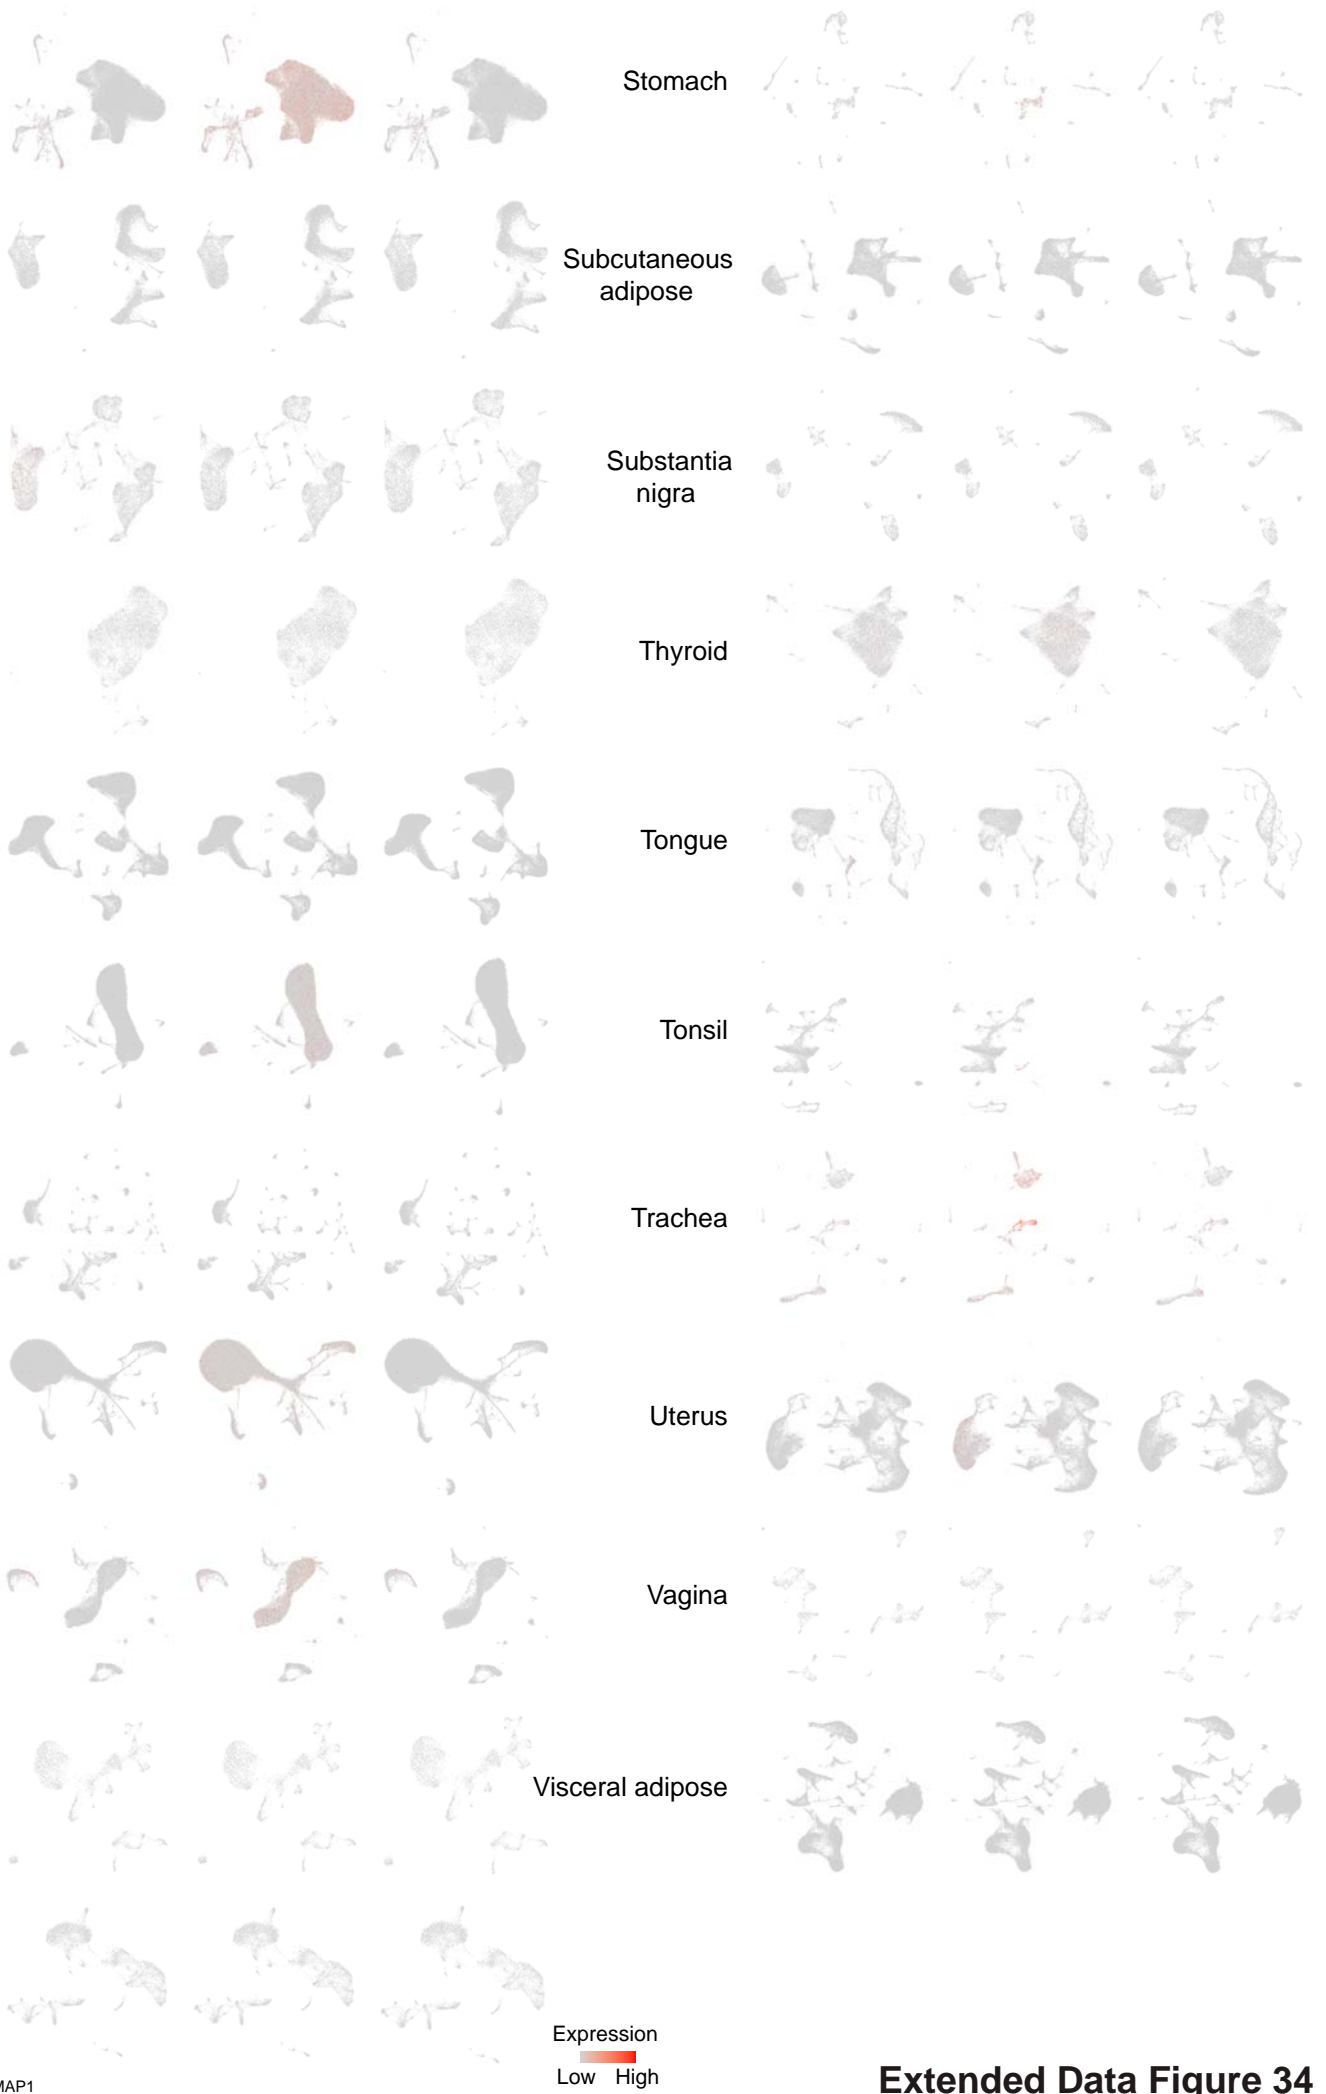 Stomach
Subcutaneous
adipose
Substantia
nigra
Thyroid
Tongue
Tonsil
Trachea
Uterus
Vagina
Visceral adipose
Expression
Low High
MAP1
Extended Data Figure 34